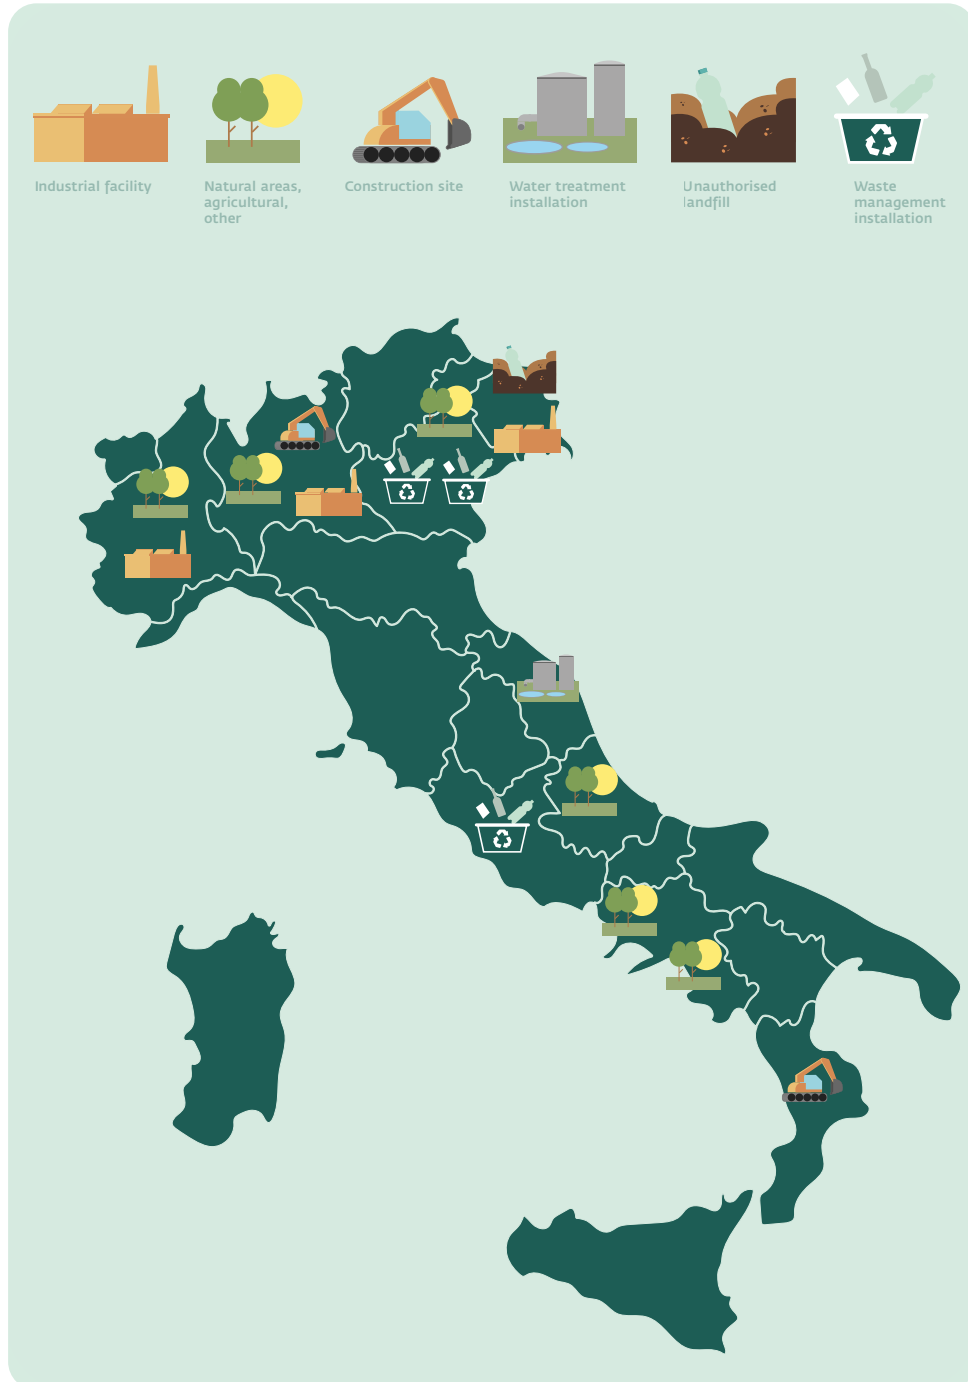 Industrial facility
Natural areas,
agricultural,
other
Construction site
Water treatment
installation
Unauthorised
landfill
Waste
management
installation